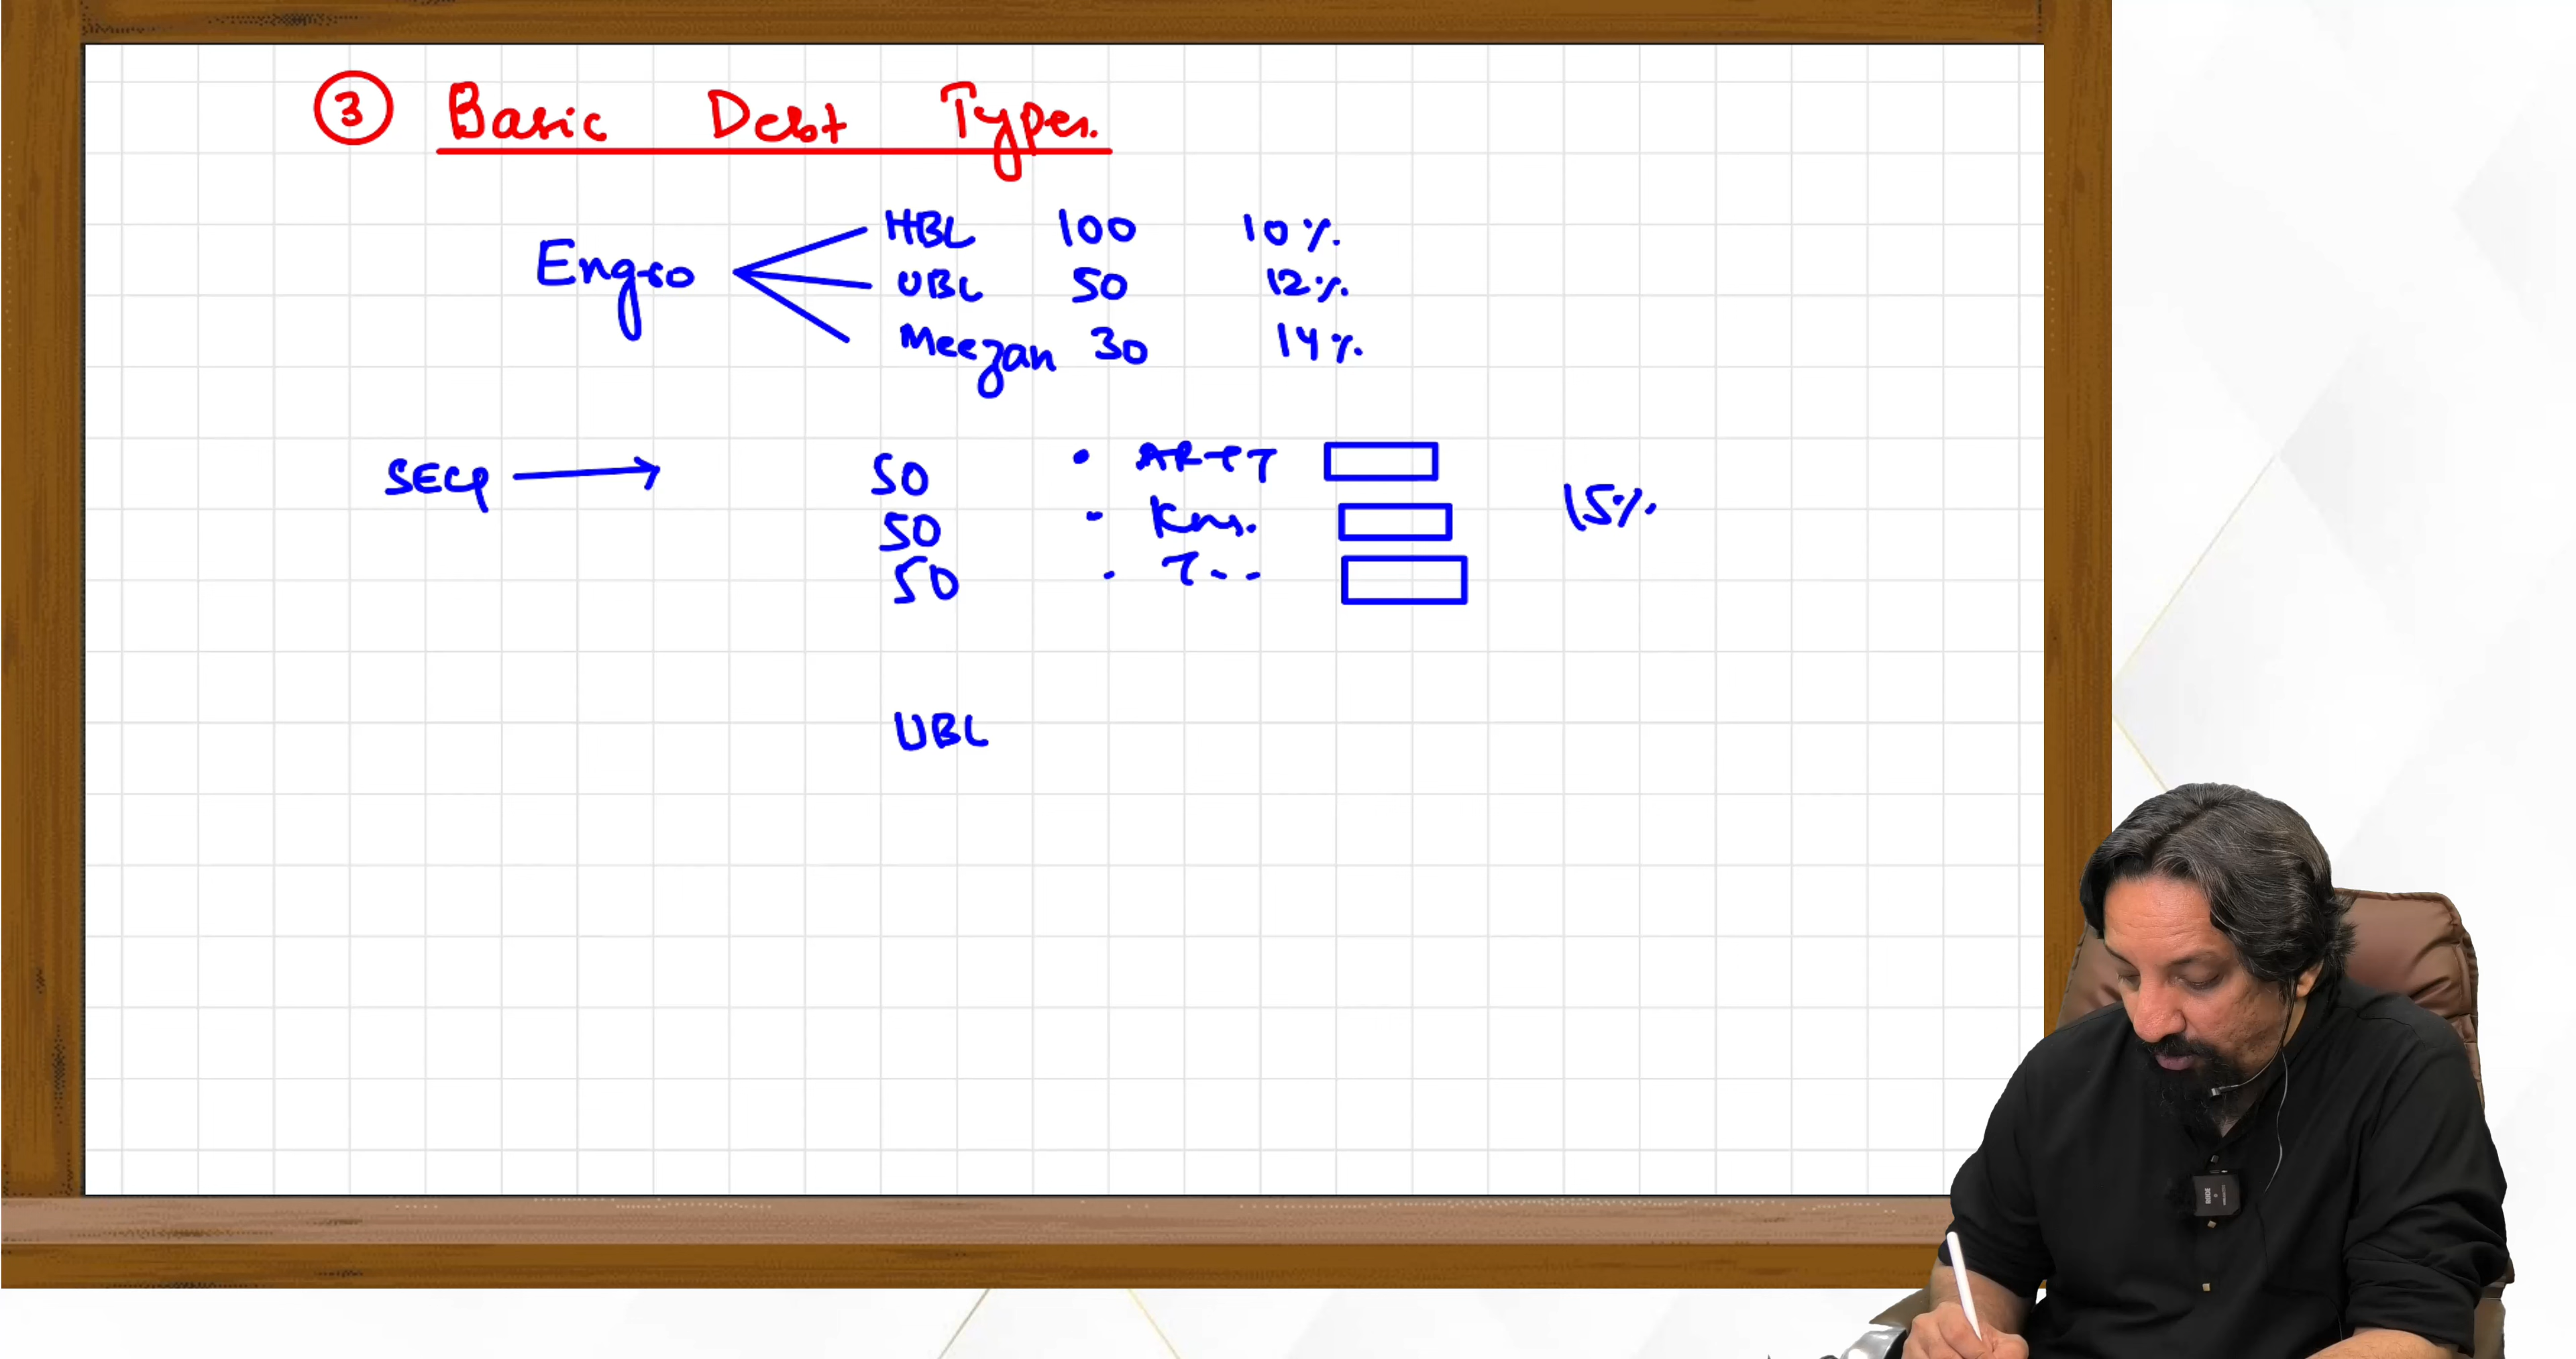 3 Basic Debt Types.
Engro
HBL 100 10%
UBL 50 12%
Meezan 30 14%
SECP
50
50 15%
50 T--
UBL